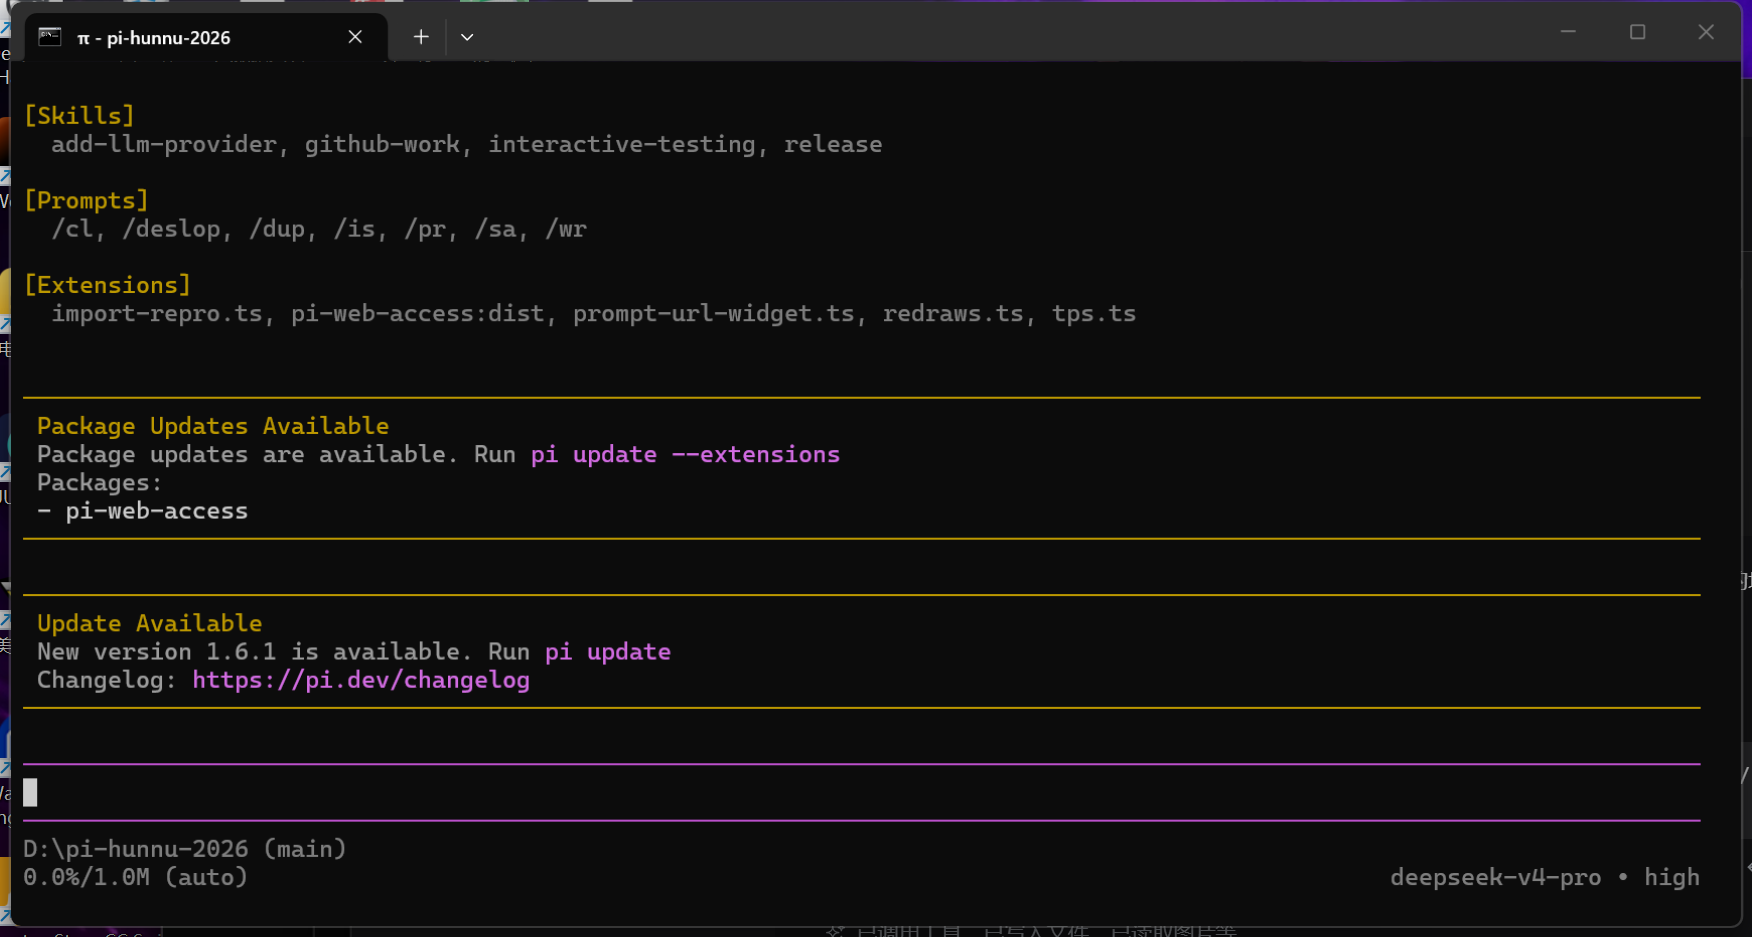 π - pi-hunnu-2026
[Skills]
add-llm-provider, github-work, interactive-testing, release
[Prompts]
/cl, /deslop, /dup, /is, /pr, /sa, /wr
[Extensions]
import-repro.ts, pi-web-access:dist, prompt-url-widget.ts, redraws.ts, tps.ts
Package Updates Available
Package updates are available. Run pi update --extensions
Packages:
- pi-web-access
Update Available
New version 1.6.1 is available. Run pi update
Changelog: https://pi.dev/changelog
D:\pi-hunnu-2026 (main)
0.0%/1.0M (auto)
deepseek-v4-pro • high